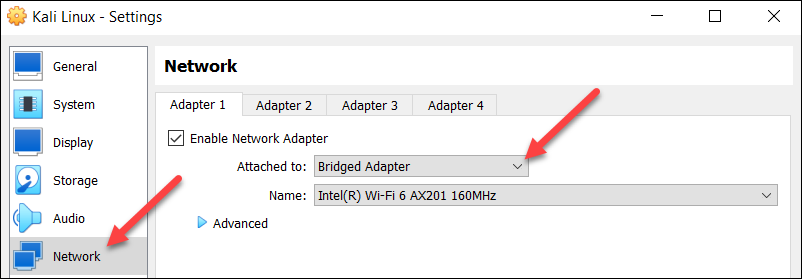 Kali Linux - Settings
General
System
Display
Storage
Audio
Network
Network
Adapter 1 Adapter 2 Adapter 3 Adapter 4
Enable Network Adapter
Attached to: Bridged Adapter
Name: Intel(R) Wi-Fi 6 AX201 160MHz
Advanced